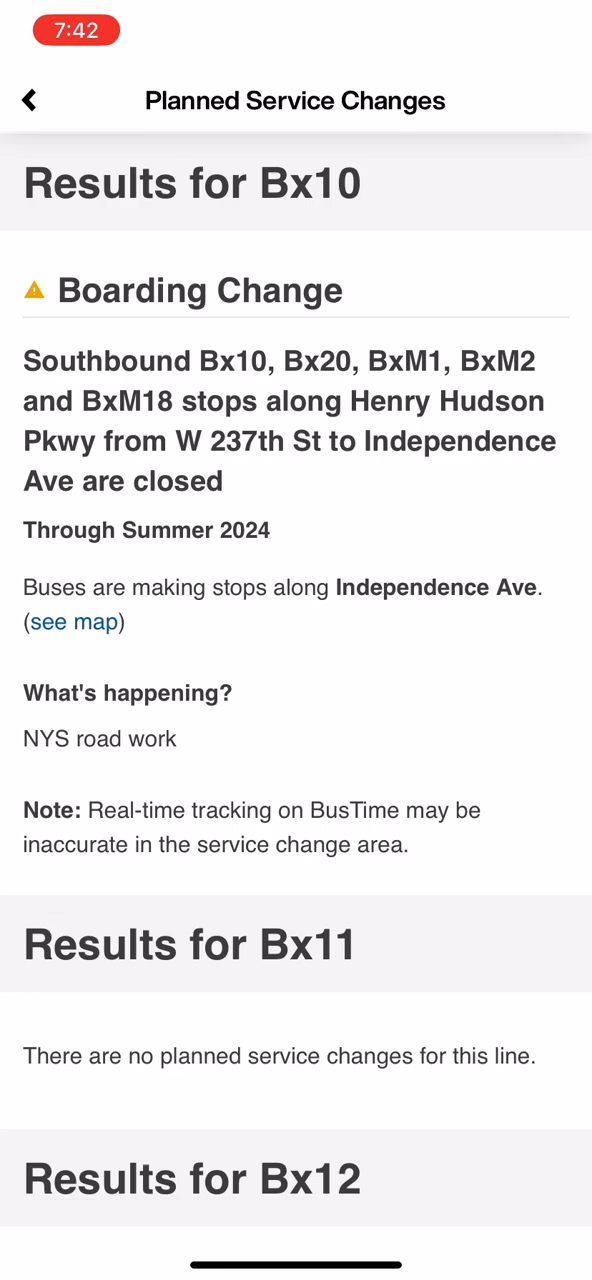 7:42
Planned Service Changes
Results for Bx10
Boarding Change
Southbound Bx10, Bx20, BxM1, BxM2
and BxM18 stops along Henry Hudson
Pkwy from W 237th St to Independence
Ave are closed
Through Summer 2024
Buses are making stops along Independence Ave.
(see map)
What's happening?
NYS road work
Note: Real-time tracking on BusTime may be
inaccurate in the service change area.
Results for Bx11
There are no planned service changes for this line.
Results for Bx12